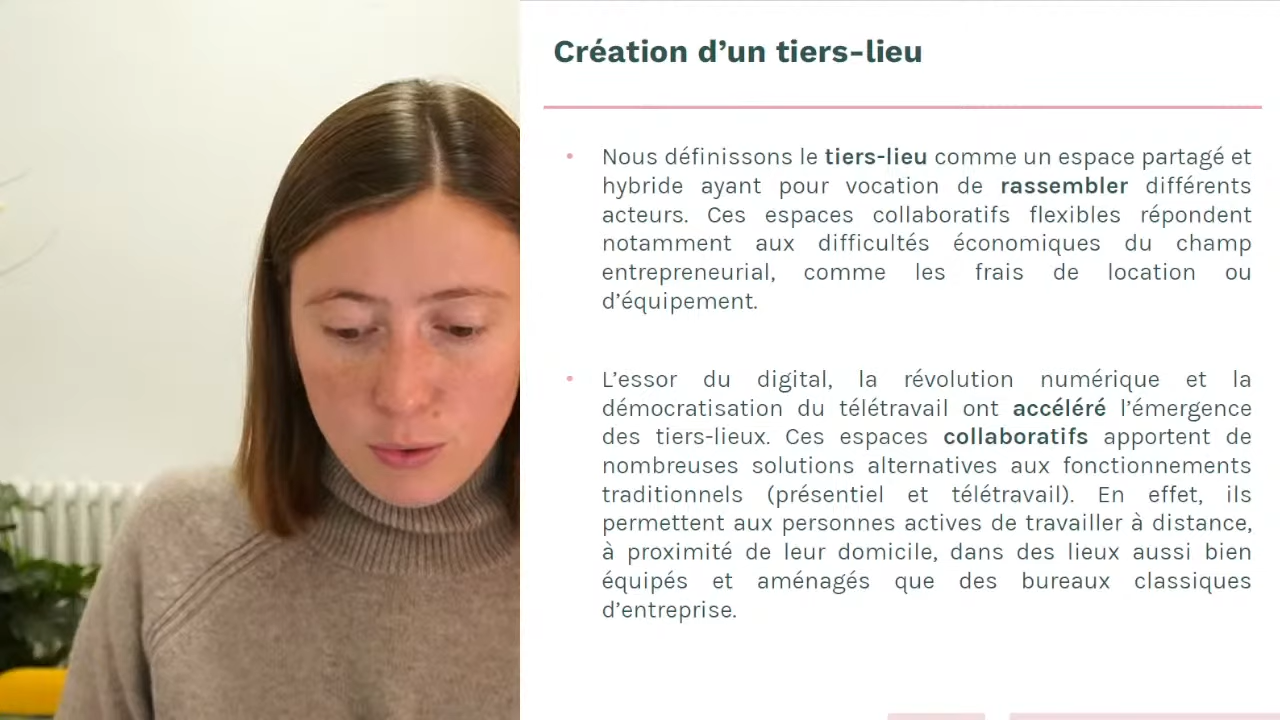 Création d’un tiers-lieu
• Nous définissons le tiers-lieu comme un espace partagé et
hybride ayant pour vocation de rassembler différents
acteurs. Ces espaces collaboratifs flexibles répondent
notamment aux difficultés économiques du champ
entrepreneurial, comme les frais de location ou
d’équipement.
• L’essor du digital, la révolution numérique et la
démocratisation du télétravail ont accéléré l’émergence
des tiers-lieux. Ces espaces collaboratifs apportent de
nombreuses solutions alternatives aux fonctionnements
traditionnels (présentiel et télétravail). En effet, ils
permettent aux personnes actives de travailler à distance,
à proximité de leur domicile, dans des lieux aussi bien
équipés et aménagés que des bureaux classiques
d’entreprise.